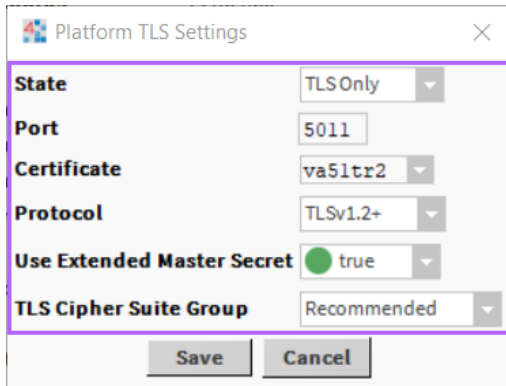 Platform TLS Settings
State TLS Only
Port 5011
Certificate va51tr2
Protocol TLSv1.2+
Use Extended Master Secret true
TLS Cipher Suite Group Recommended
Save Cancel